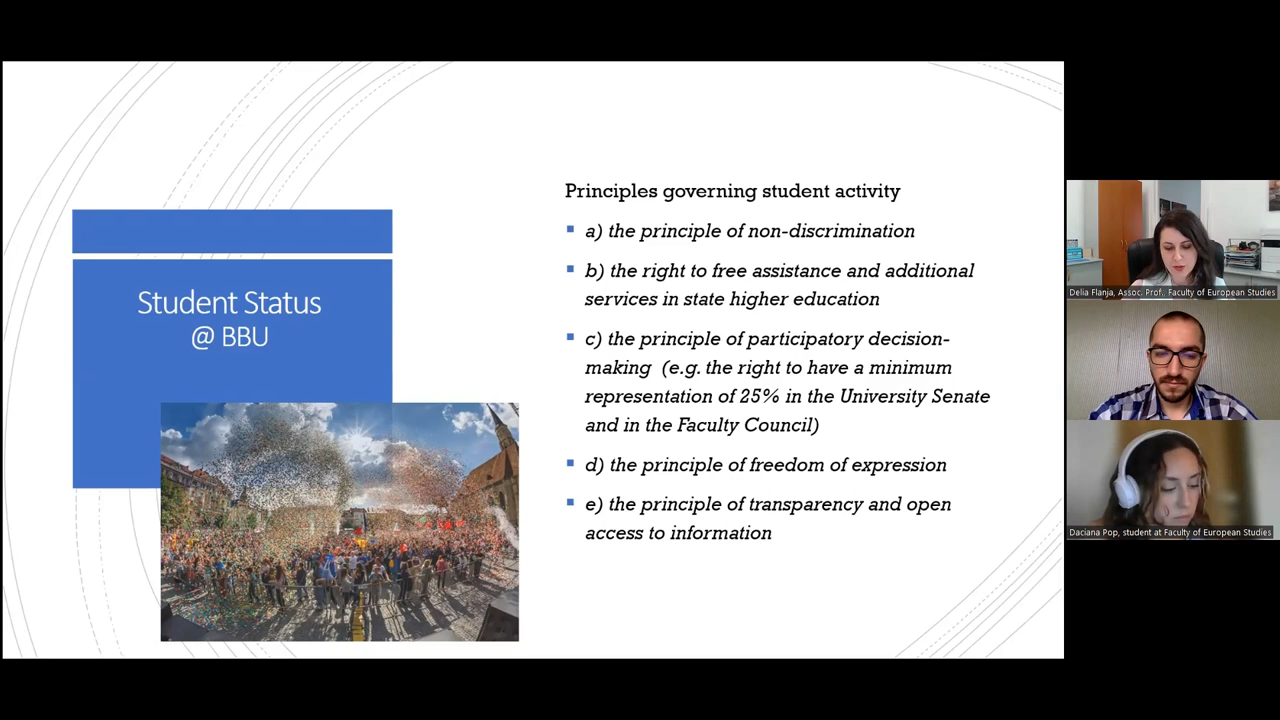 Student Status
@ BBU
Principles governing student activity
a) the principle of non-discrimination
b) the right to free assistance and additional
services in state higher education
c) the principle of participatory decision-
making (e.g. the right to have a minimum
representation of 25% in the University Senate
and in the Faculty Council)
d) the principle of freedom of expression
e) the principle of transparency and open
access to information
Delia Flanja, Assoc. Prof., Faculty of European Studies
Daciana Pop, student at Faculty of European Studies